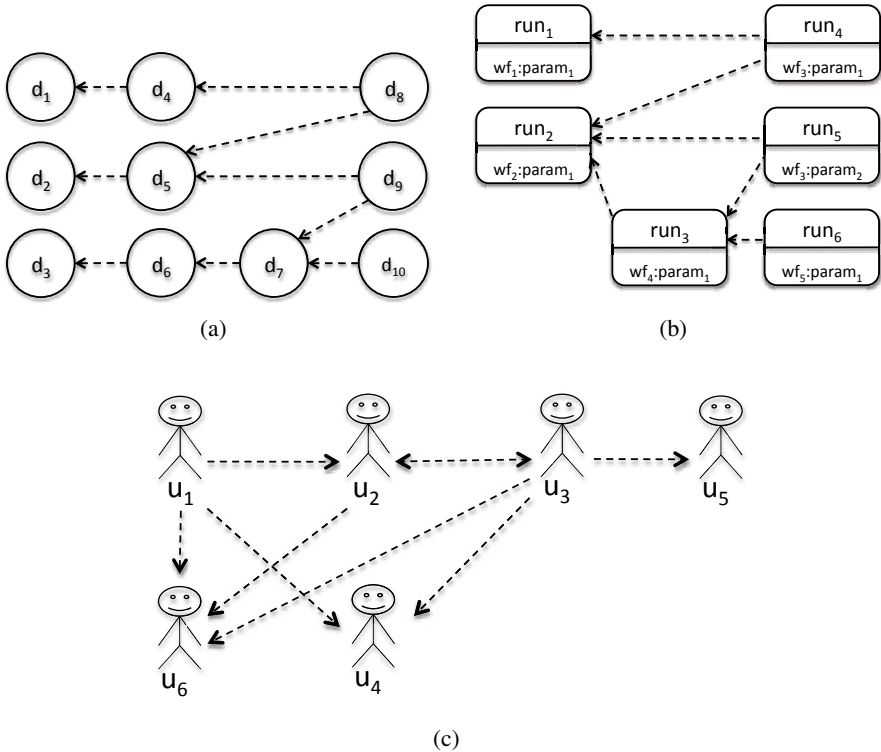 d₁ d₄ d₈
d₂ d₅ d₉
d₃ d₆ d₇ d₁₀
(a)
run₁
wf₁:param₁
run₄
wf₃:param₁
run₂
wf₂:param₁
run₅
wf₃:param₂
run₃
wf₄:param₁
run₆
wf₅:param₁
(b)
u₁ u₂ u₃ u₅
u₆ u₄
(c)